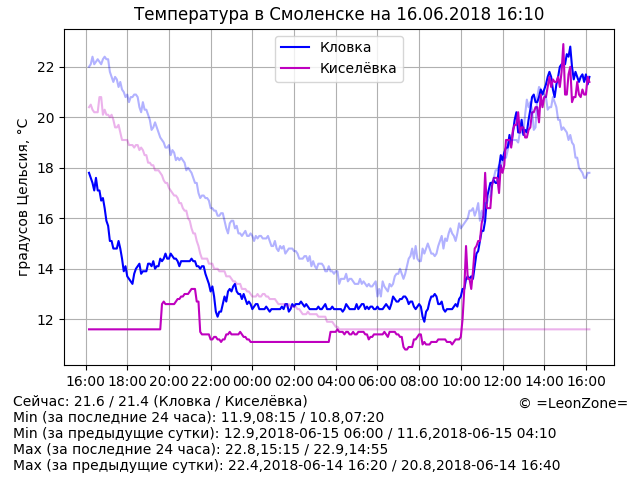 Температура в Смоленске на 16.06.2018 16:10
Кловка
Киселёвка
градусов Цельсия, °C
22
20
18
16
14
12
16:00 18:00 20:00 22:00 00:00 02:00 04:00 06:00 08:00 10:00 12:00 14:00 16:00
Сейчас: 21.6 / 21.4 (Кловка / Киселёвка)
© =LeonZone=
Min (за последние 24 часа): 11.9,08:15 / 10.8,07:20
Min (за предыдущие сутки): 12.9,2018-06-15 06:00 / 11.6,2018-06-15 04:10
Max (за последние 24 часа): 22.8,15:15 / 22.9,14:55
Max (за предыдущие сутки): 22.4,2018-06-14 16:20 / 20.8,2018-06-14 16:40